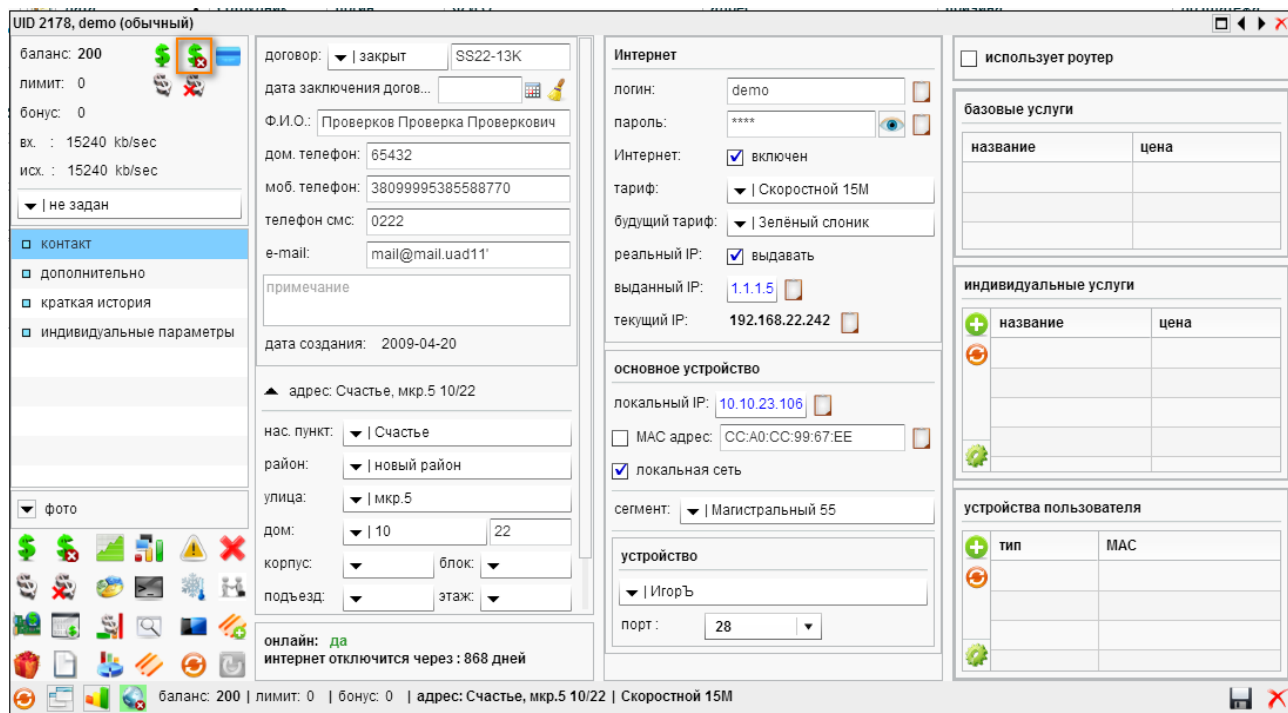 UID 2178, demo (обычный)
баланс: 200
лимит: 0
бонус: 0
вх. : 15240 kb/sec
исх. : 15240 kb/sec
| не задан
контакт
дополнительно
краткая история
индивидуальные параметры
фото
договор: | закрыт SS22-13K
дата заключения догов...
Ф.И.О.: Проверков Проверка Проверкович
дом. телефон: 65432
моб. телефон: 38099995385588770
телефон смс: 0222
e-mail: mail@mail.uad11'
примечание
дата создания: 2009-04-20
адрес: Счастье, мкр.5 10/22
нас. пункт: | Счастье
район: | новый район
улица: | мкр.5
дом: | 10 22
корпус: блок:
подъезд: этаж:
онлайн: да
интернет отключится через : 868 дней
Интернет
логин: demo
пароль: ****
Интернет: включен
тариф: | Скоростной 15М
будущий тариф: | Зелёный слоник
реальный IP: выдавать
выданный IP: 1.1.1.5
текущий IP: 192.168.22.242
основное устройство
локальный IP: 10.10.23.106
MAC адрес: CC:A0:CC:99:67:EE
локальная сеть
сегмент: | Магистральный 55
устройство
| ИгорЪ
порт : 28
использует роутер
базовые услуги
название цена
индивидуальные услуги
название цена
устройства пользователя
тип MAC
баланс: 200 | лимит: 0 | бонус: 0 | адрес: Счастье, мкр.5 10/22 | Скоростной 15М